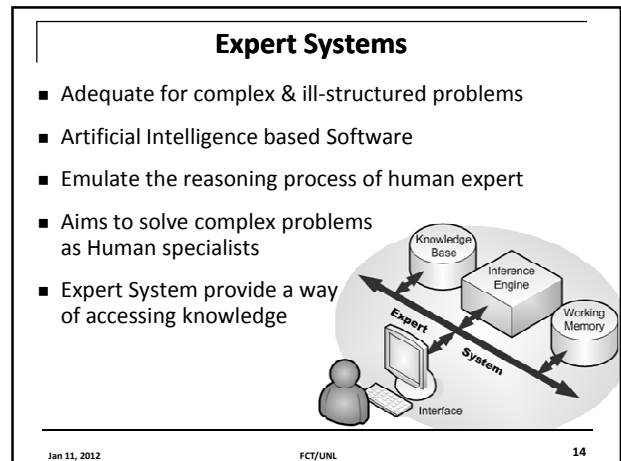 Expert Systems
Adequate for complex & ill-structured problems
Artificial Intelligence based Software
Emulate the reasoning process of human expert
Aims to solve complex problems
as Human specialists
Expert System provide a way
of accessing knowledge
Knowledge
Base
Inference
Engine
Working
Memory
Expert
System
Interface
Jan 11, 2012
FCT/UNL
14